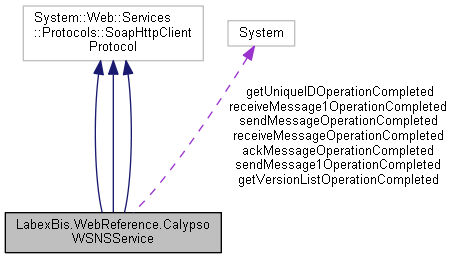 System::Web::Services
::Protocols::SoapHttpClient
Protocol
System
getUniqueIDOperationCompleted
receiveMessage1OperationCompleted
sendMessageOperationCompleted
receiveMessageOperationCompleted
ackMessageOperationCompleted
sendMessage1OperationCompleted
getVersionListOperationCompleted
LabexBis.WebReference.Calypso
WSNSService